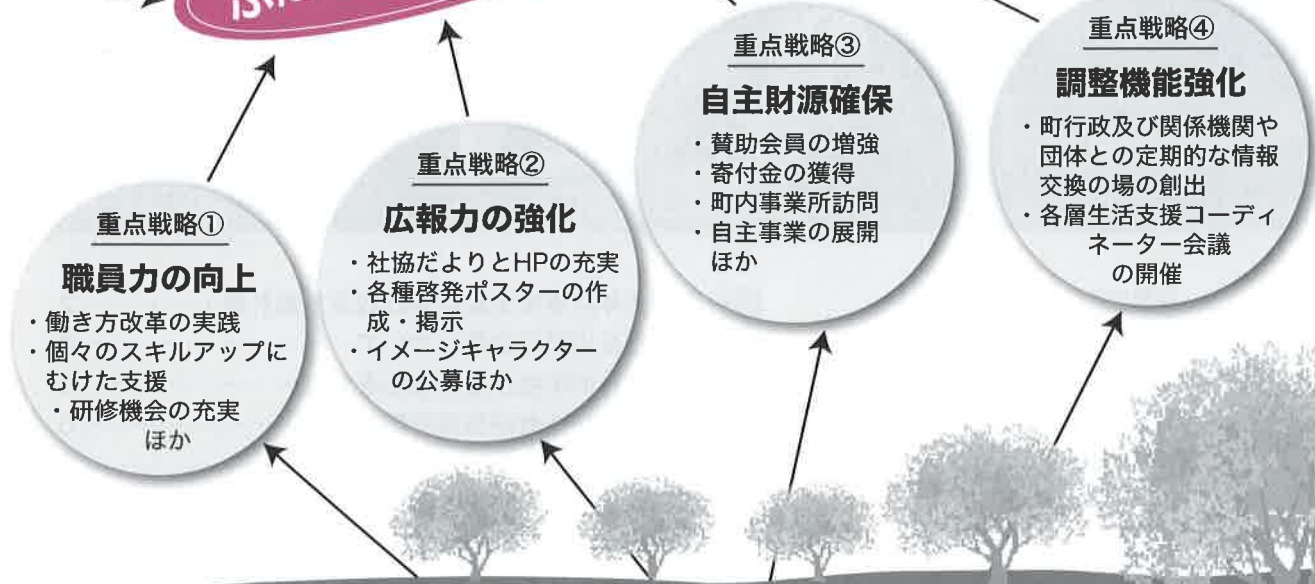 重点戦略①
職員力の向上
・働き方改革の実践
・個々のスキルアップに
むけた支援
・研修機会の充実
ほか
重点戦略②
広報力の強化
・社協だよりとHPの充実
・各種啓発ポスターの作
成・掲示
・イメージキャラクター
の公募ほか
重点戦略③
自主財源確保
・賛助会員の増強
・寄付金の獲得
・町内事業所訪問
・自主事業の展開
ほか
重点戦略④
調整機能強化
・町行政及び関係機関や
団体との定期的な情報
交換の場の創出
・各層生活支援コーディ
ネーター会議
の開催